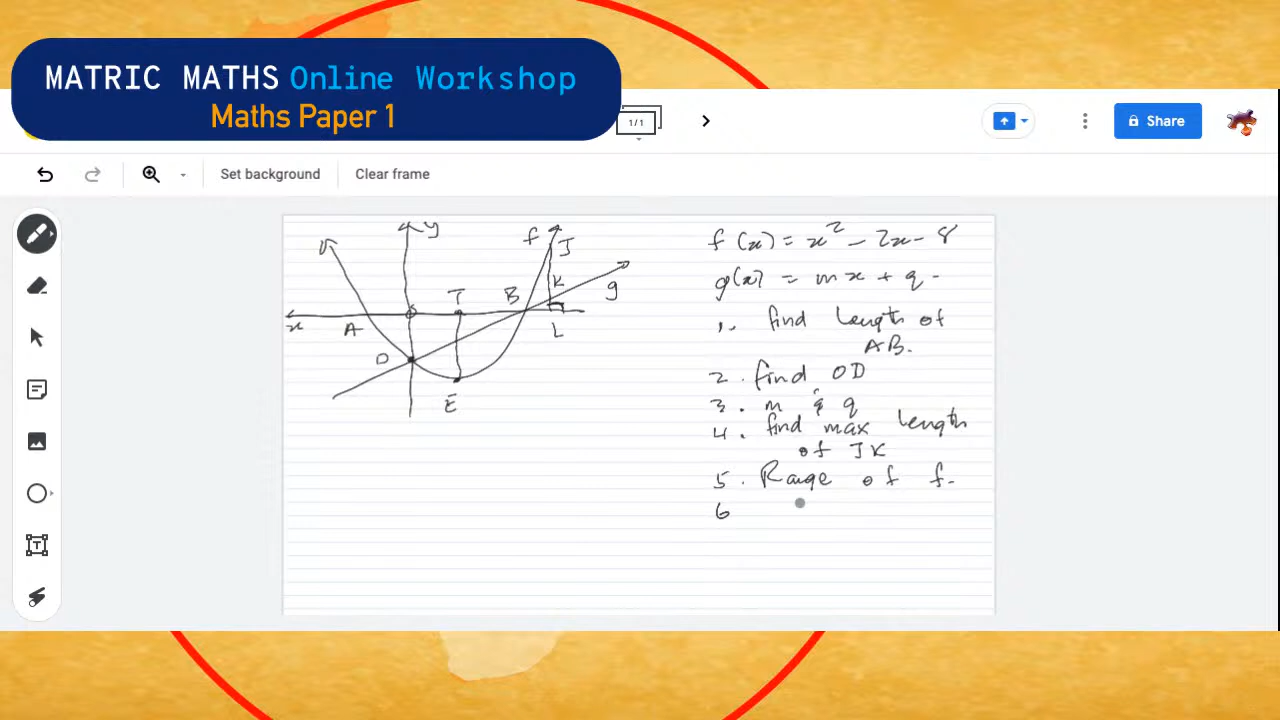 MATRIC MATHS Online Workshop
Maths Paper 1
1/1
Share
Set background
Clear frame
y
f
J
K
g
T
B
x
A
L
D
E
f(x) = x² - 2x - 8
g(x) = mx + q -
1. find length of
AB.
2. find OD
3. m & q
4. find max length
of JK
5. Range of f.
6